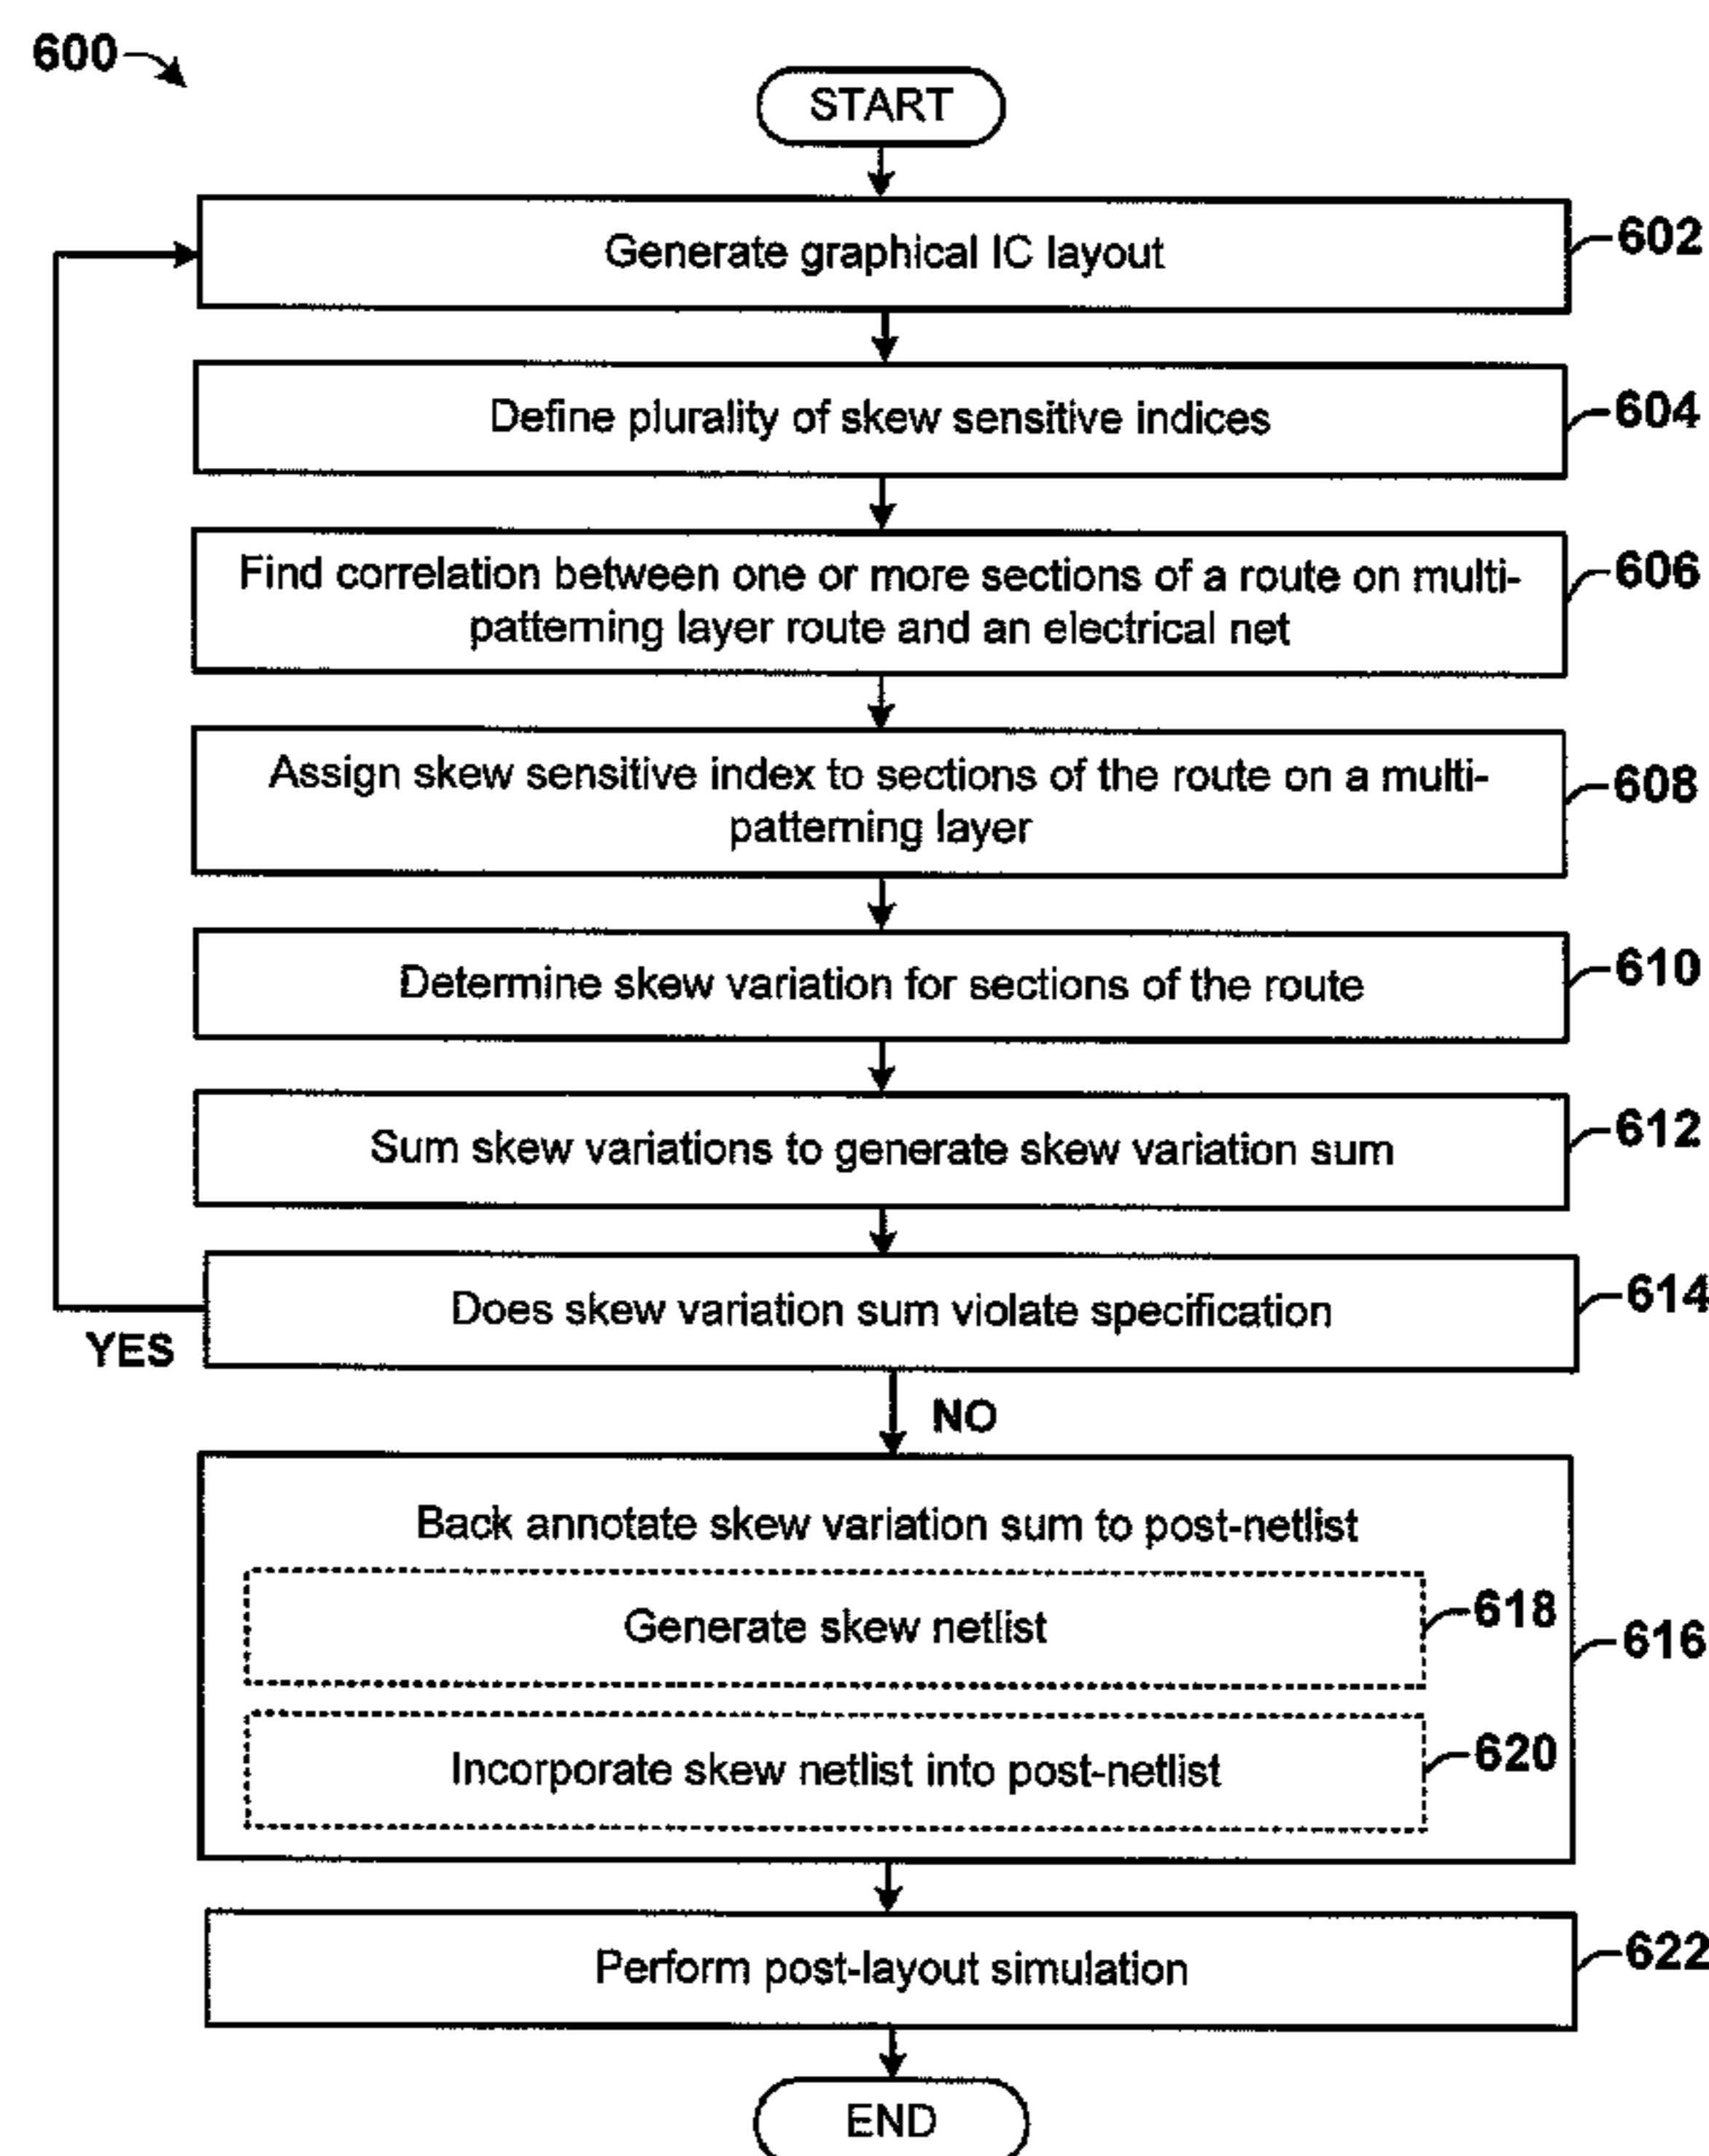 600
START
Generate graphical IC layout
602
Define plurality of skew sensitive indices
604
Find correlation between one or more sections of a route on multi-
patterning layer route and an electrical net
606
Assign skew sensitive index to sections of the route on a multi-
patterning layer
608
Determine skew variation for sections of the route
610
Sum skew variations to generate skew variation sum
612
Does skew variation sum violate specification
614
YES
NO
Back annotate skew variation sum to post-netlist
Generate skew netlist
618
616
Incorporate skew netlist into post-netlist
620
Perform post-layout simulation
622
END